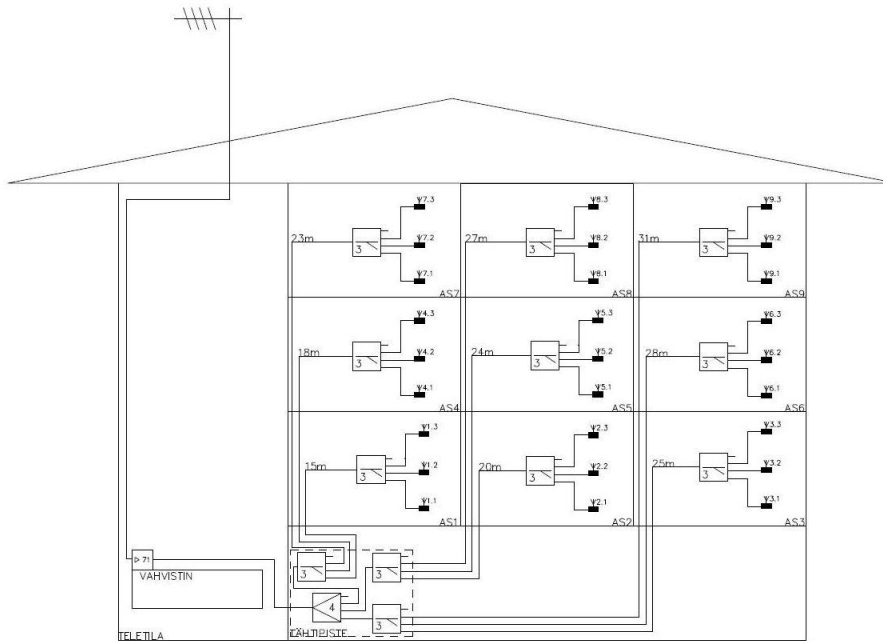 7.3
8.3
9.3
23m
3
7.2
27m
3
8.2
31m
3
9.2
7.1
8.1
9.1
AS7
AS8
AS9
4.3
5.3
6.3
18m
3
4.2
24m
3
5.2
28m
3
6.2
4.1
5.1
6.1
AS4
AS5
AS6
1.3
2.3
3.3
15m
3
1.2
20m
3
2.2
25m
3
3.2
1.1
2.1
3.1
AS1
AS2
AS3
71
VAHVISTIN
3
3
4
3
TELETILA
TÄHTIPISTE